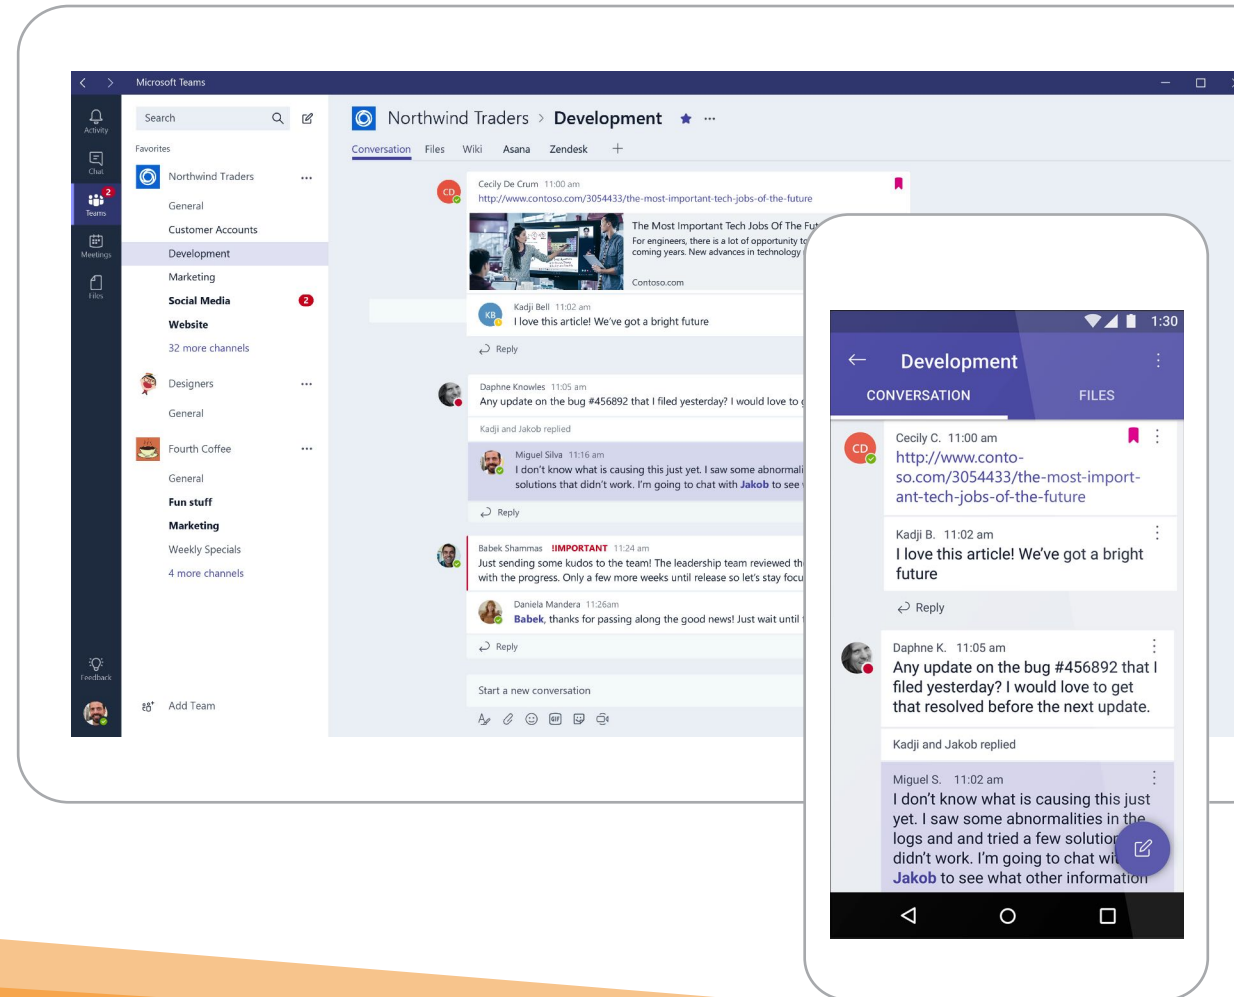 Microsoft Teams
Activity
Chat
2
Teams
Meetings
Files
Feedback
Search
Favorites
Northwind Traders
General
Customer Accounts
Development
Marketing
Social Media 2
Website
32 more channels
Designers
General
Fourth Coffee
General
Fun stuff
Marketing
Weekly Specials
4 more channels
Add Team
Northwind Traders > Development
Conversation Files Wiki Asana Zendesk +
CD
Cecily De Crum 11:00 am
http://www.contoso.com/3054433/the-most-important-tech-jobs-of-the-future
The Most Important Tech Jobs Of The
For engineers, there is a lot of opportunity to
coming years. New advances in technology
Contoso.com
KB
Kadji Bell 11:02 am
I love this article! We've got a bright future
Reply
Daphne Knowles 11:05 am
Any update on the bug #456892 that I filed yesterday? I would love to
Kadji and Jakob replied
Miguel Silva 11:16 am
I don't know what is causing this just yet. I saw some
solutions that didn't work. I'm going to chat with Jakob to see
Reply
Babek Shammas !IMPORTANT 11:24 am
Just sending some kudos to the team! The leadership team reviewed
with the progress. Only a few more weeks until release so let's stay
Daniela Mandera 11:26am
Babek, thanks for passing along the good news! Just wait until
Reply
Start a new conversation
GIF
1:30
Development
CONVERSATION FILES
CD
Cecily C. 11:00 am
http://www.conto-
so.com/3054433/the-most-import-
ant-tech-jobs-of-the-future
Kadji B. 11:02 am
I love this article! We've got a bright
future
Reply
Daphne K. 11:05 am
Any update on the bug #456892 that I
filed yesterday? I would love to get
that resolved before the next update.
Kadji and Jakob replied
Miguel S. 11:02 am
I don't know what is causing this just
yet. I saw some abnormalities in the
logs and and tried a few
didn't work. I'm going to chat
Jakob to see what other information